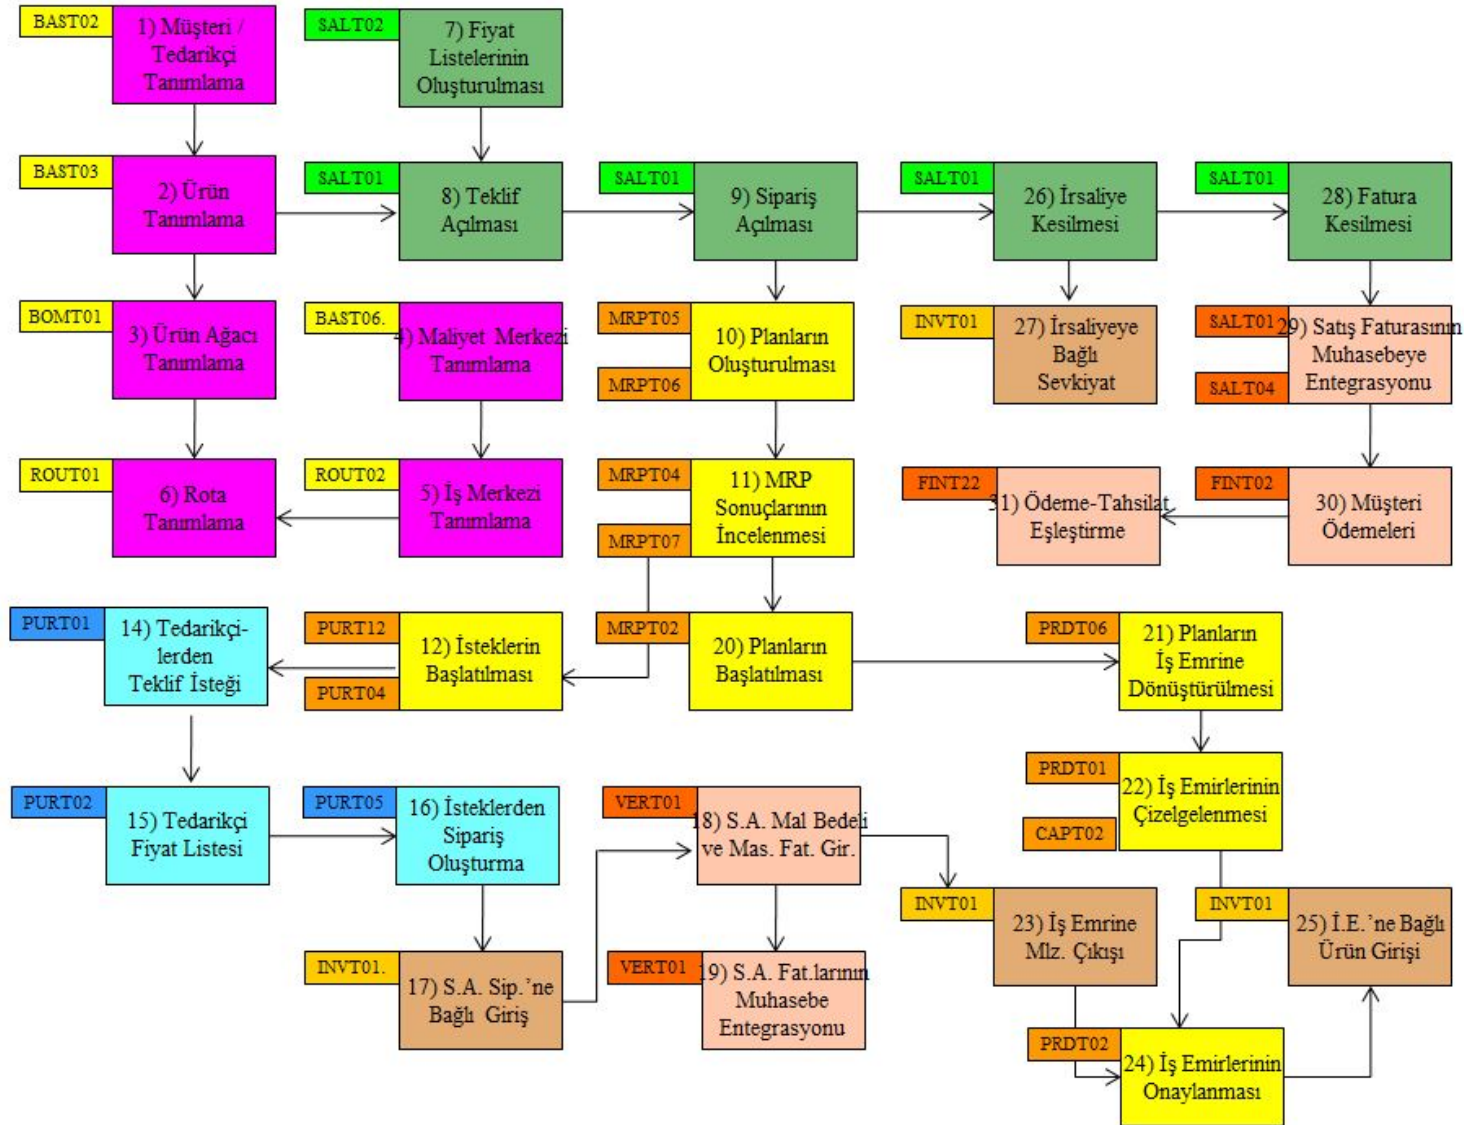 BAST02
1) Müşteri /
Tedarikçi
Tanımlama
SALT02
7) Fiyat
Listelerinin
Oluşturulması
BAST03
2) Ürün
Tanımlama
SALT01
8) Teklif
Açılması
SALT01
9) Sipariş
Açılması
SALT01
26) İrsaliye
Kesilmesi
SALT01
28) Fatura
Kesilmesi
BOMT01
3) Ürün Ağacı
Tanımlama
BAST06.
4) Maliyet Merkezi
Tanımlama
MRPT05
MRPT06
10) Planların
Oluşturulması
INVT01
27) İrsaliyeye
Bağlı
Sevkiyat
SALT01
SALT04
29) Satış Faturasının
Muhasebeye
Entegrasyonu
ROUT01
6) Rota
Tanımlama
ROUT02
5) İş Merkezi
Tanımlama
MRPT04
MRPT07
11) MRP
Sonuçlarının
İncelenmesi
FINT22
31) Ödeme-Tahsilat
Eşleştirme
FINT02
30) Müşteri
Ödemeleri
PURT01
14) Tedarikçi-
lerden
Teklif İsteği
PURT12
PURT04
12) İsteklerin
Başlatılması
MRPT02
20) Planların
Başlatılması
PRDT06
21) Planların
İş Emrine
Dönüştürülmesi
PURT02
15) Tedarikçi
Fiyat Listesi
PURT05
16) İsteklerden
Sipariş
Oluşturma
VERT01
18) S.A. Mal Bedeli
ve Mas. Fat. Gir.
PRDT01
CAPT02
22) İş Emirlerinin
Çizelgelenmesi
INVT01.
17) S.A. Sip.'ne
Bağlı Giriş
VERT01
19) S.A. Fat.larının
Muhasebe
Entegrasyonu
INVT01
23) İş Emrine
Mlz. Çıkışı
INVT01
25) İ.E.'ne Bağlı
Ürün Girişi
PRDT02
24) İş Emirlerinin
Onaylanması